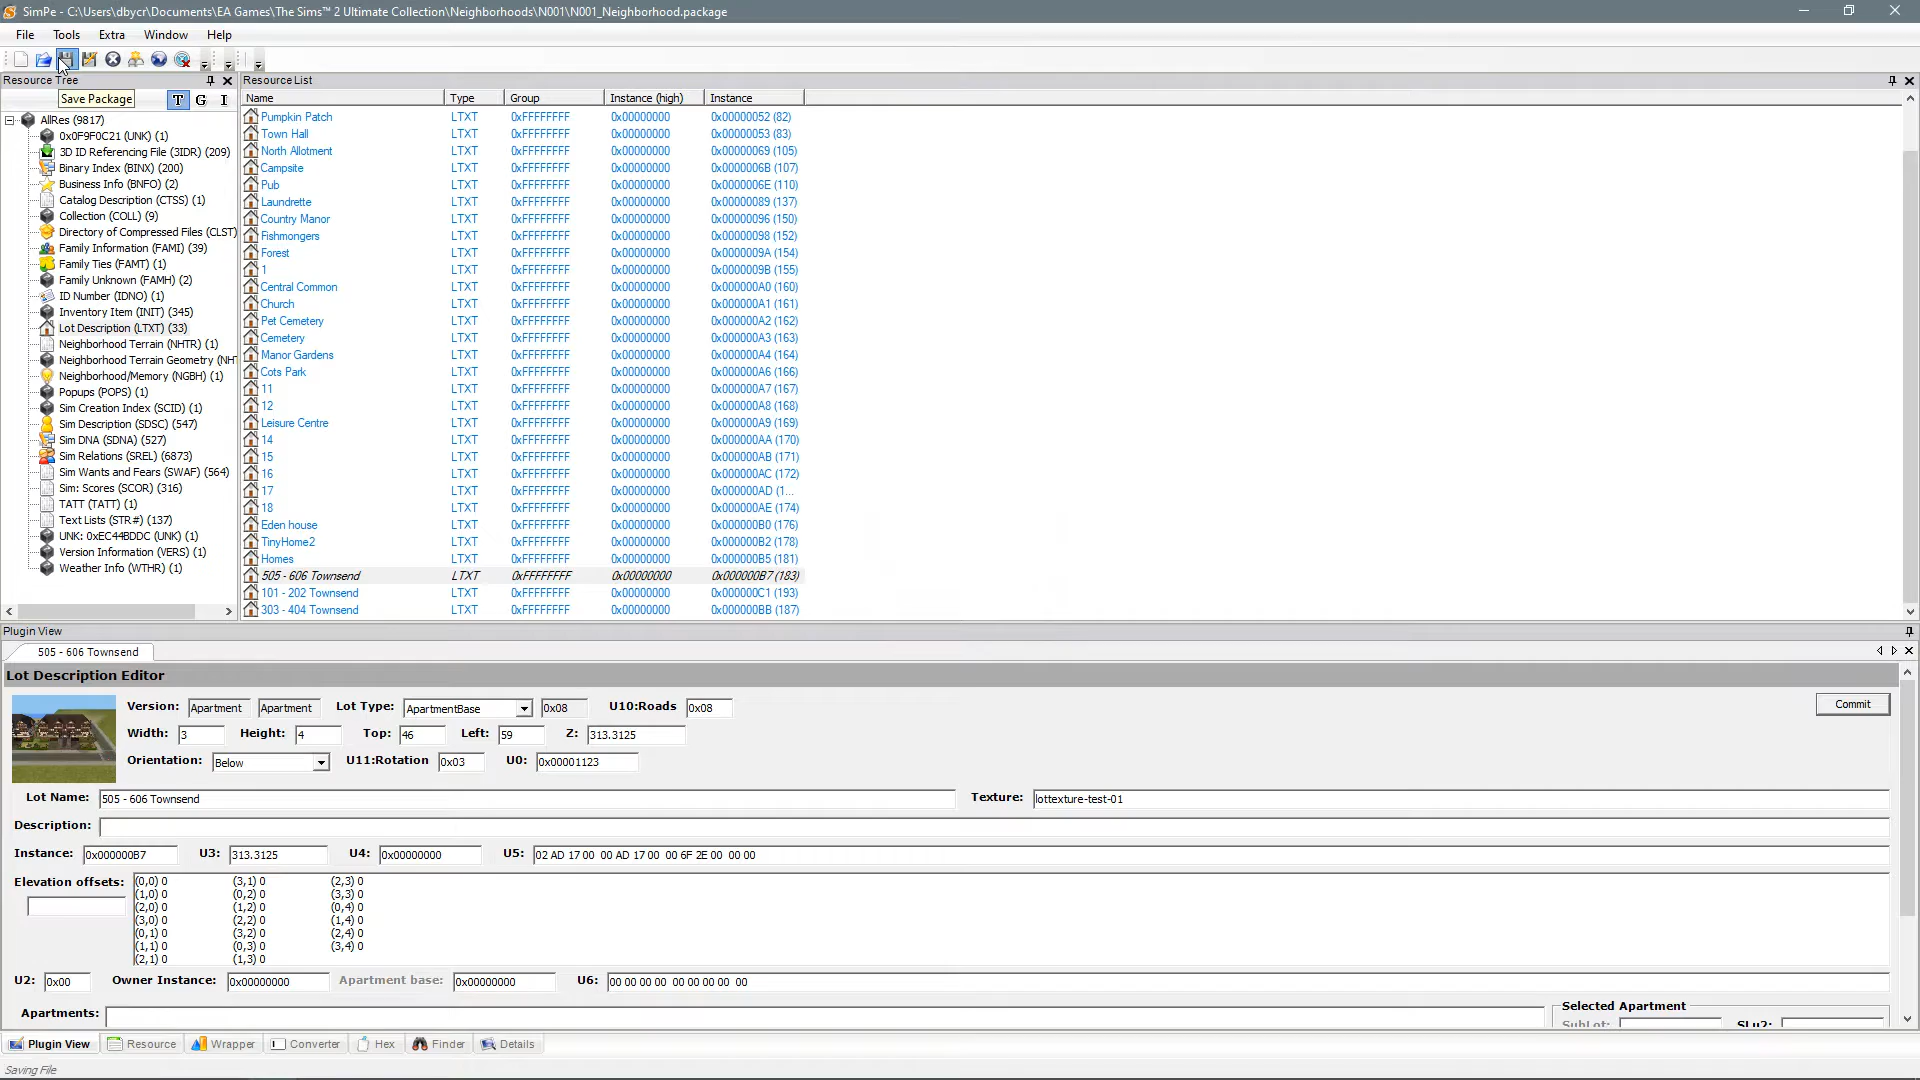 SimPe - C:\Users\dbycr\Documents\EA Games\The Sims™ 2 Ultimate Collection\Neighborhoods\N001\N001_Neighborhood.package
File Tools Extra Window Help
Resource Tree
Save Package
T G I
AllRes (9817)
0x0F9F0C21 (UNK) (1)
3D ID Referencing File (3IDR) (209)
Binary Index (BINX) (200)
Business Info (BNFO) (2)
Catalog Description (CTSS) (1)
Collection (COLL) (9)
Directory of Compressed Files (CLST)
Family Information (FAMI) (39)
Family Ties (FAMT) (1)
Family Unknown (FAMH) (2)
ID Number (IDNO) (1)
Inventory Item (INIT) (345)
Lot Description (LTXT) (33)
Neighborhood Terrain (NHTR) (1)
Neighborhood Terrain Geometry (NHT
Neighborhood/Memory (NGBH) (1)
Popups (POPS) (1)
Sim Creation Index (SCID) (1)
Sim Description (SDSC) (547)
Sim DNA (SDNA) (527)
Sim Relations (SREL) (6873)
Sim Wants and Fears (SWAF) (564)
Sim: Scores (SCOR) (316)
TATT (TATT) (1)
Text Lists (STR#) (137)
UNK: 0xEC44BDDC (UNK) (1)
Version Information (VERS) (1)
Weather Info (WTHR) (1)
Resource List
Name Type Group Instance (high) Instance
Pumpkin Patch LTXT 0xFFFFFFFF 0x00000000 0x00000052 (82)
Town Hall LTXT 0xFFFFFFFF 0x00000000 0x00000053 (83)
North Allotment LTXT 0xFFFFFFFF 0x00000000 0x00000069 (105)
Campsite LTXT 0xFFFFFFFF 0x00000000 0x0000006B (107)
Pub LTXT 0xFFFFFFFF 0x00000000 0x0000006E (110)
Laundrette LTXT 0xFFFFFFFF 0x00000000 0x00000089 (137)
Country Manor LTXT 0xFFFFFFFF 0x00000000 0x00000096 (150)
Fishmongers LTXT 0xFFFFFFFF 0x00000000 0x00000098 (152)
Forest LTXT 0xFFFFFFFF 0x00000000 0x0000009A (154)
1 LTXT 0xFFFFFFFF 0x00000000 0x0000009B (155)
Central Common LTXT 0xFFFFFFFF 0x00000000 0x000000A0 (160)
Church LTXT 0xFFFFFFFF 0x00000000 0x000000A1 (161)
Pet Cemetery LTXT 0xFFFFFFFF 0x00000000 0x000000A2 (162)
Cemetery LTXT 0xFFFFFFFF 0x00000000 0x000000A3 (163)
Manor Gardens LTXT 0xFFFFFFFF 0x00000000 0x000000A4 (164)
Cots Park LTXT 0xFFFFFFFF 0x00000000 0x000000A6 (166)
11 LTXT 0xFFFFFFFF 0x00000000 0x000000A7 (167)
12 LTXT 0xFFFFFFFF 0x00000000 0x000000A8 (168)
Leisure Centre LTXT 0xFFFFFFFF 0x00000000 0x000000A9 (169)
14 LTXT 0xFFFFFFFF 0x00000000 0x000000AA (170)
15 LTXT 0xFFFFFFFF 0x00000000 0x000000AB (171)
16 LTXT 0xFFFFFFFF 0x00000000 0x000000AC (172)
17 LTXT 0xFFFFFFFF 0x00000000 0x000000AD (1...
18 LTXT 0xFFFFFFFF 0x00000000 0x000000AE (174)
Eden house LTXT 0xFFFFFFFF 0x00000000 0x000000B0 (176)
TinyHome2 LTXT 0xFFFFFFFF 0x00000000 0x000000B2 (178)
Homes LTXT 0xFFFFFFFF 0x00000000 0x000000B5 (181)
505 - 606 Townsend LTXT 0xFFFFFFFF 0x00000000 0x000000B7 (183)
101 - 202 Townsend LTXT 0xFFFFFFFF 0x00000000 0x000000C1 (193)
303 - 404 Townsend LTXT 0xFFFFFFFF 0x00000000 0x000000BB (187)
Plugin View
505 - 606 Townsend
Lot Description Editor
Version: Apartment Apartment Lot Type: ApartmentBase 0x08 U10:Roads 0x08 Commit
Width: 3 Height: 4 Top: 46 Left: 59 Z: 313.3125
Orientation: Below U11:Rotation 0x03 U0: 0x00001123
Lot Name: 505 - 606 Townsend Texture: lottexture-test-01
Description:
Instance: 0x000000B7 U3: 313.3125 U4: 0x00000000 U5: 02 AD 17 00 00 AD 17 00 00 6F 2E 00 00 00
Elevation offsets: (0,0) 0 (3,1) 0 (2,3) 0
(1,0) 0 (0,2) 0 (3,3) 0
(2,0) 0 (1,2) 0 (0,4) 0
(3,0) 0 (2,2) 0 (1,4) 0
(0,1) 0 (3,2) 0 (2,4) 0
(1,1) 0 (0,3) 0 (3,4) 0
(2,1) 0 (1,3) 0
U2: 0x00 Owner Instance: 0x00000000 Apartment base: 0x00000000 U6: 00 00 00 00 00 00 00 00 00
Apartments: Selected Apartment
SubLot: SLu2:
Plugin View Resource Wrapper Converter Hex Finder Details
Saving File